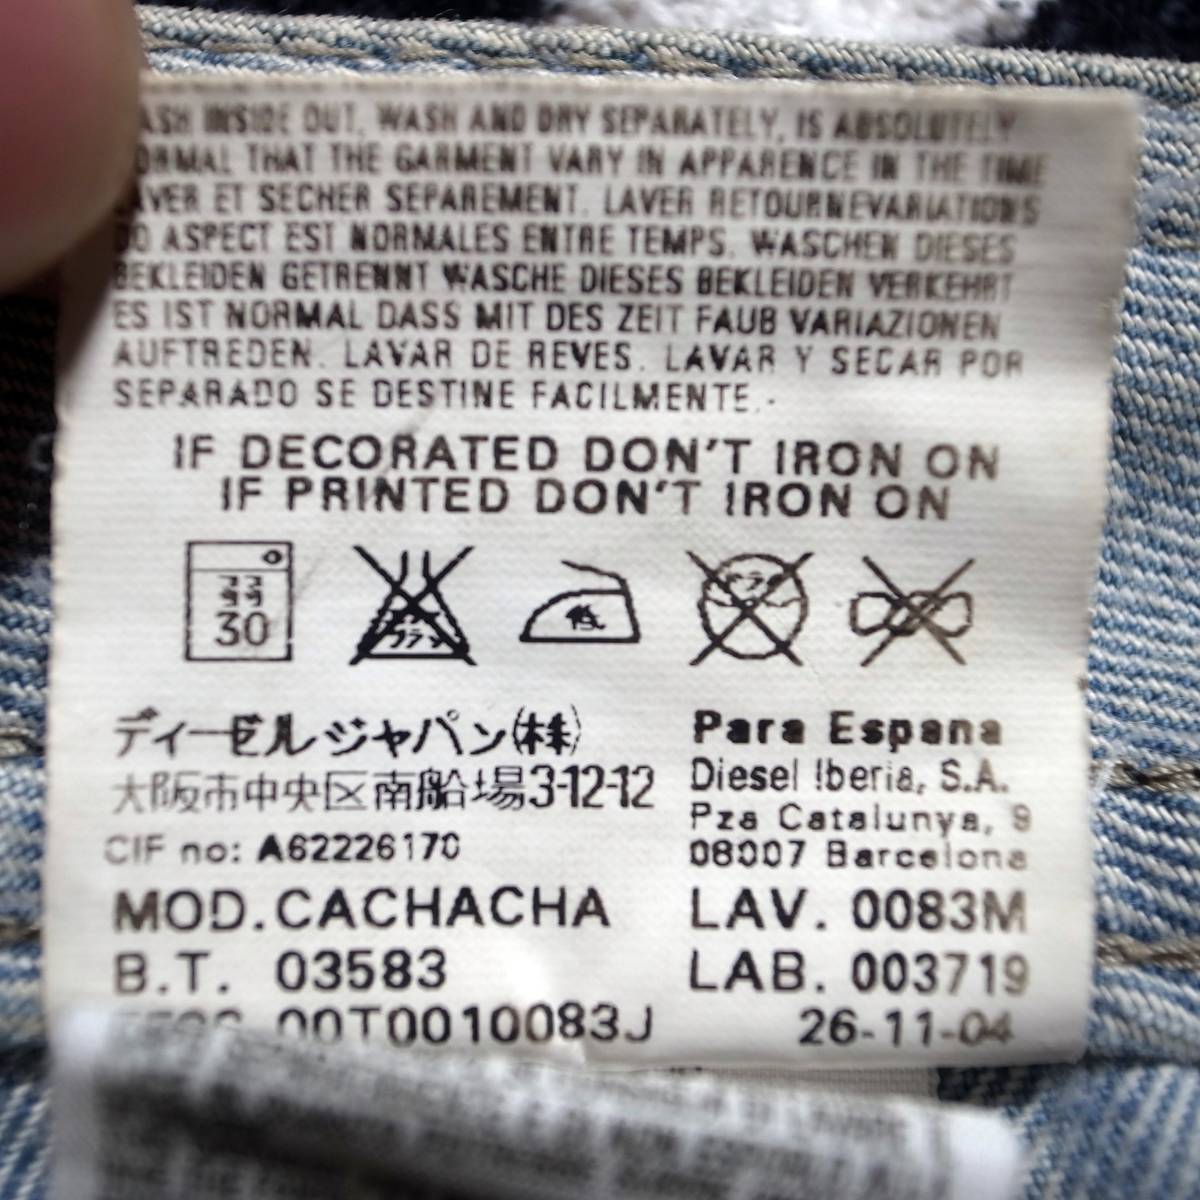 ASH INSIDE OUT. WASH AND DRY SEPARATELY, IS ABSOLUTELY
ORMAL THAT THE GARMENT VARY IN APPARENCE IN THE TIME
AVER ET SECHER SEPAREMENT. LAVER RETOURNEVARIATIONS
DO ASPECT EST NORMALES ENTRE TEMPS. WASCHEN DIESES
BEKLEIDEN GETRENNT WASCHE DIESES BEKLEIDEN VERKEHRT
ES IST NORMAL DASS MIT DES ZEIT FAUB VARIAZIONEN
AUFTREDEN. LAVAR DE REVES. LAVAR Y SECAR POR
SEPARADO SE DESTINE FACILMENTE.-
IF DECORATED DON'T IRON ON
IF PRINTED DON'T IRON ON
30
低
ディーゼルジャパン(株)
大阪市中央区南船場3-12-12
CIF no: A62226170
Para Espana
Diesel Iberia, S.A.
Pza Catalunya, 9
08007 Barcelona
MOD.CACHACHA LAV. 0083M
B.T. 03583 LAB. 003719
00T0010083J 26-11-04